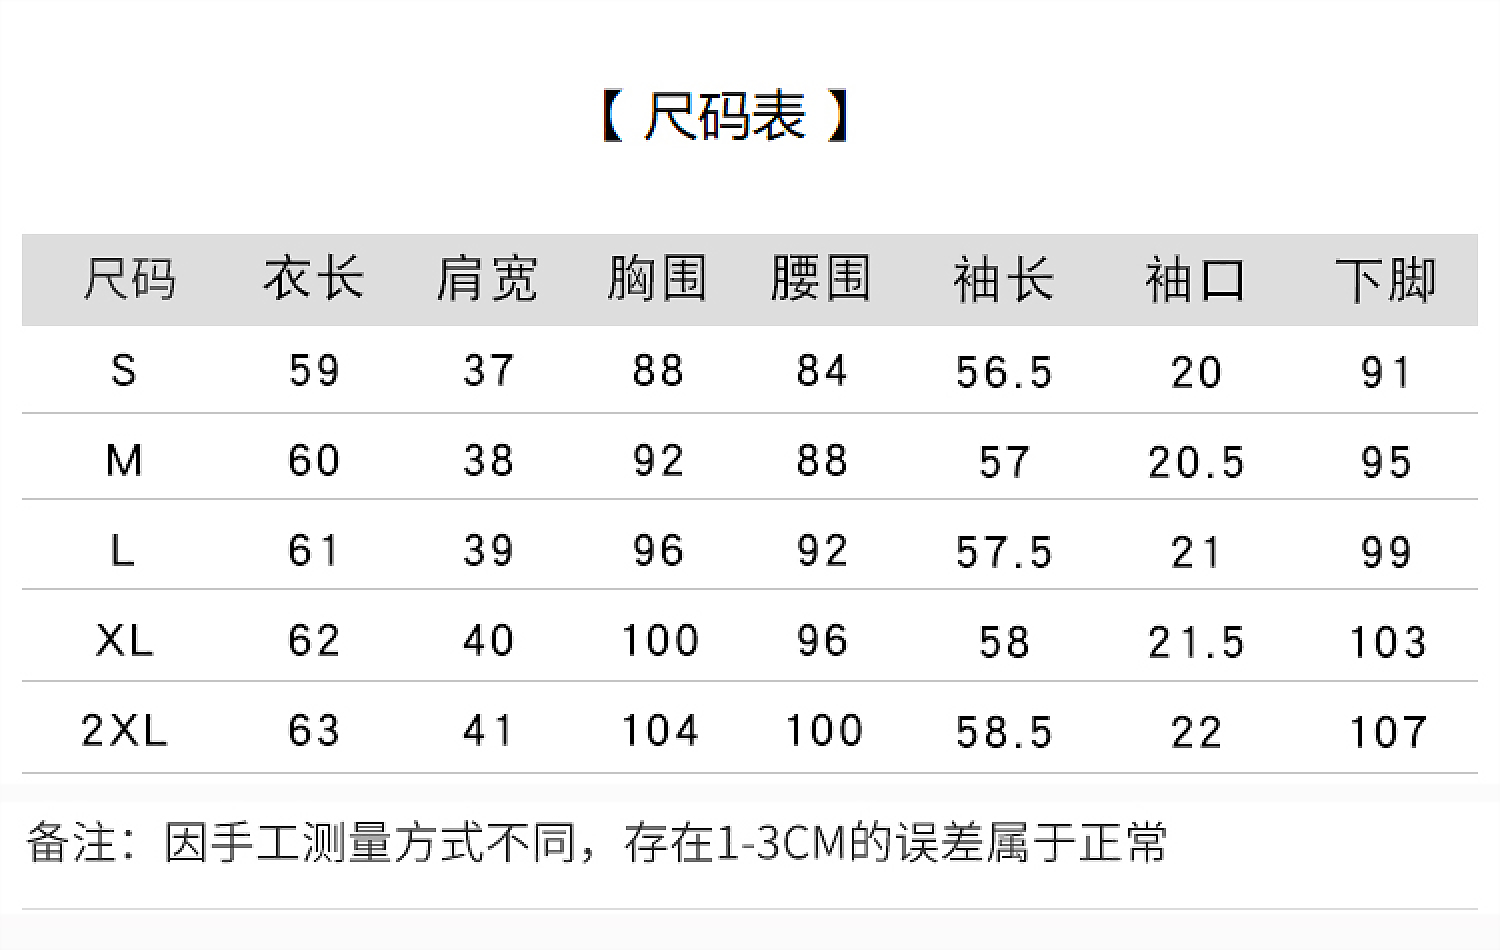 【 尺码表 】
尺码 衣长 肩宽 胸围 腰围 袖长 袖口 下脚
S 59 37 88 84 56.5 20 91
M 60 38 92 88 57 20.5 95
L 61 39 96 92 57.5 21 99
XL 62 40 100 96 58 21.5 103
2XL 63 41 104 100 58.5 22 107
备注：因手工测量方式不同，存在1-3CM的误差属于正常